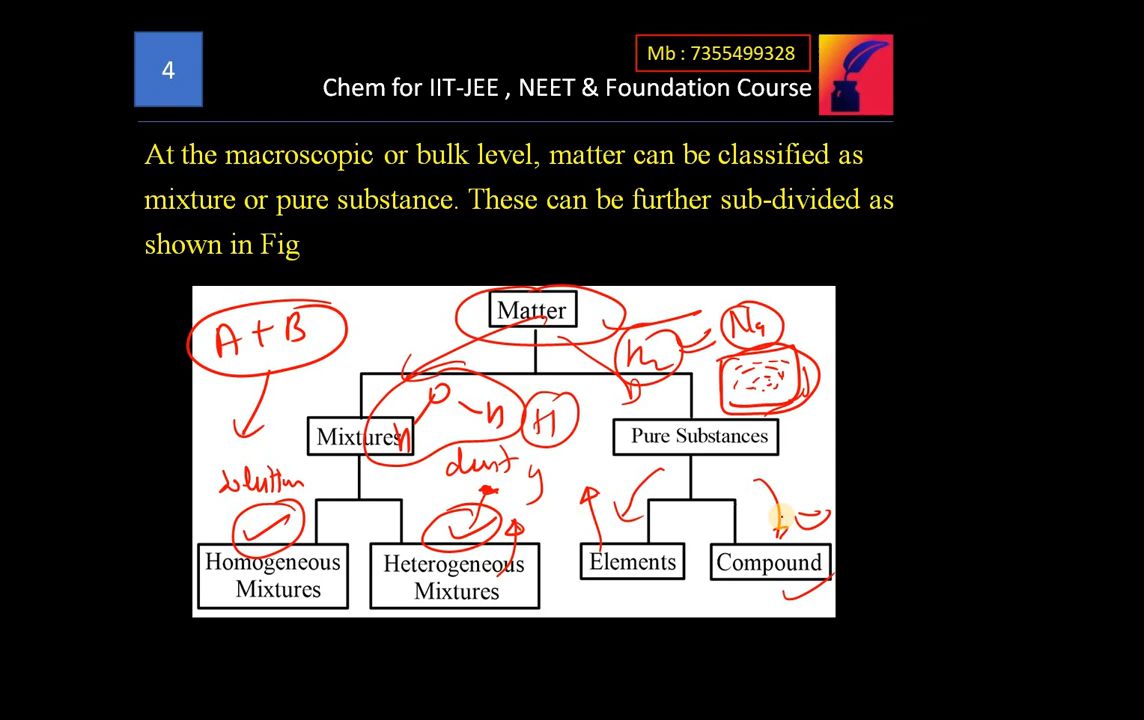 4
Mb : 7355499328
Chem for IIT-JEE , NEET & Foundation Course
At the macroscopic or bulk level, matter can be classified as
mixture or pure substance. These can be further sub-divided as
shown in Fig
Matter
A + B
Na
H
Mixtures
Pure Substances
solution
Homogeneous
Mixtures
Heterogeneous
Mixtures
Elements
Compound